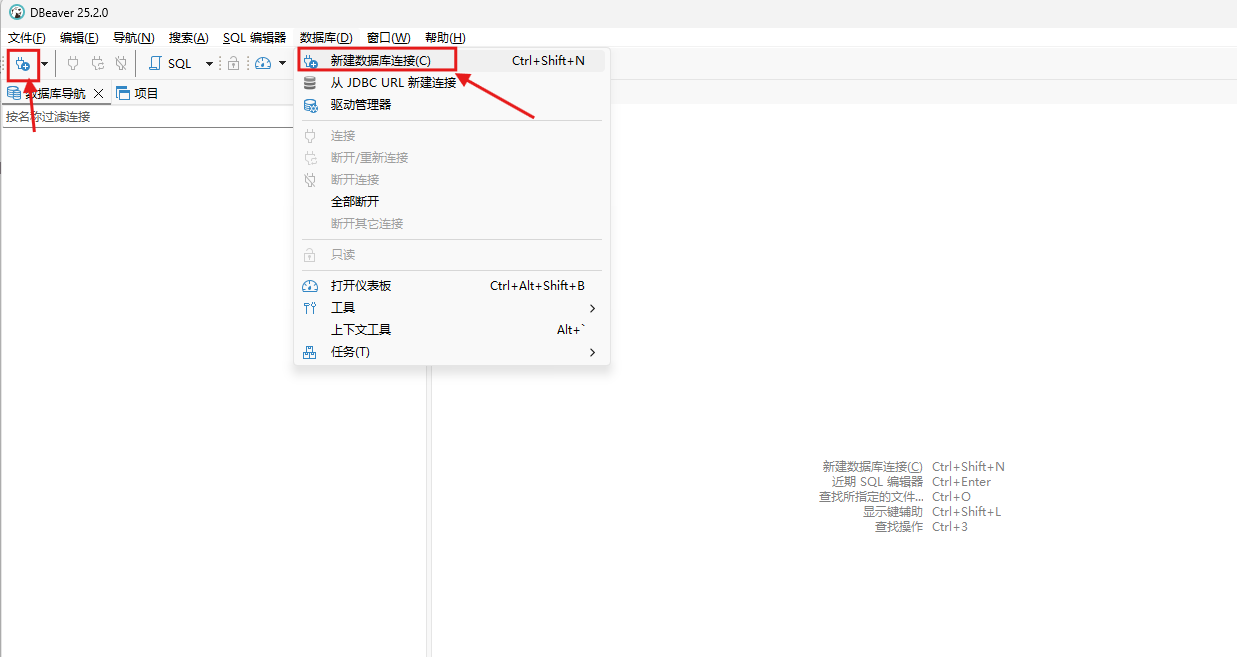 DBeaver 25.2.0
文件(F) 编辑(E) 导航(N) 搜索(A) SQL 编辑器 数据库(D) 窗口(W) 帮助(H)
SQL
数据库导航 项目
按名称过滤连接
新建数据库连接(C) Ctrl+Shift+N
从 JDBC URL 新建连接
驱动管理器
连接
断开/重新连接
断开连接
全部断开
断开其它连接
只读
打开仪表板 Ctrl+Alt+Shift+B
工具
上下文工具 Alt+`
任务(T)
新建数据库连接(C) Ctrl+Shift+N
近期 SQL 编辑器 Ctrl+Enter
查找所指定的文件... Ctrl+O
显示键辅助 Ctrl+Shift+L
查找操作 Ctrl+3